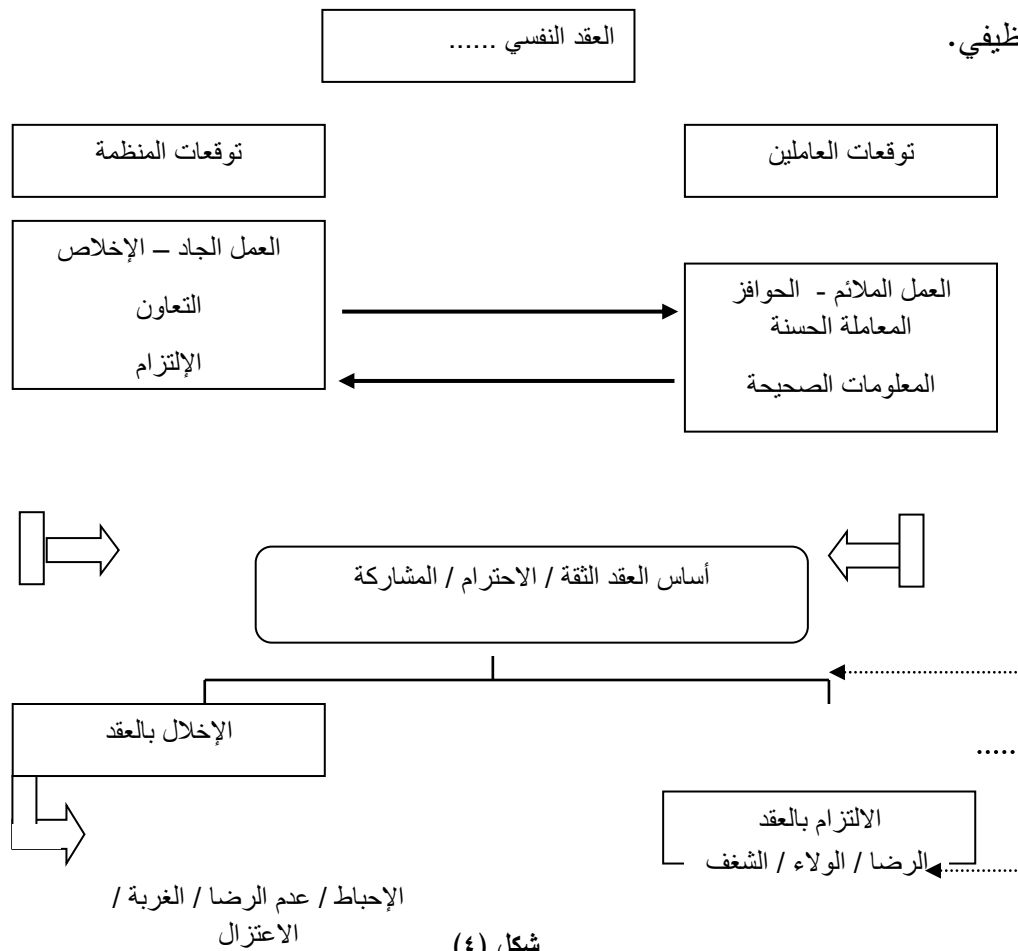 ظيفي.
العقد النفسي ......
توقعات العاملين
توقعات المنظمة
العمل الملائم - الحوافز
المعاملة الحسنة
المعلومات الصحيحة
العمل الجاد – الإخلاص
التعاون
الإلتزام
أساس العقد الثقة / الاحترام / المشاركة
الإخلال بالعقد
.....
الالتزام بالعقد
الرضا / الولاء / الشغف
الإحباط / عدم الرضا / الغربة /
الاعتزال
شكل (٤)